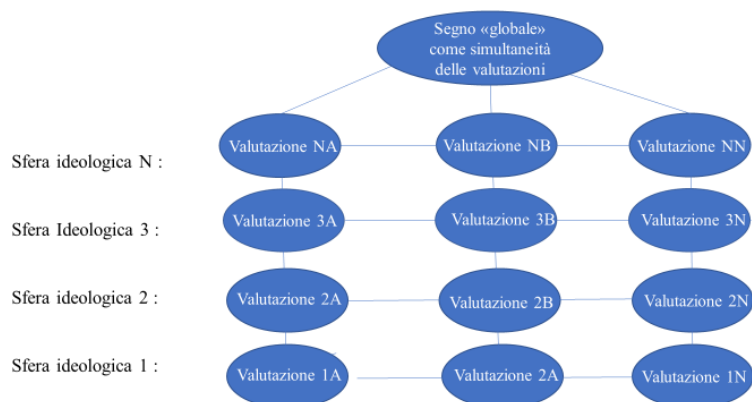 Segno «globale»
come simultaneità
delle valutazioni
Sfera ideologica N :
Valutazione NA
Valutazione NB
Valutazione NN
Sfera Ideologica 3 :
Valutazione 3A
Valutazione 3B
Valutazione 3N
Sfera ideologica 2 :
Valutazione 2A
Valutazione 2B
Valutazione 2N
Sfera ideologica 1 :
Valutazione 1A
Valutazione 2A
Valutazione 1N